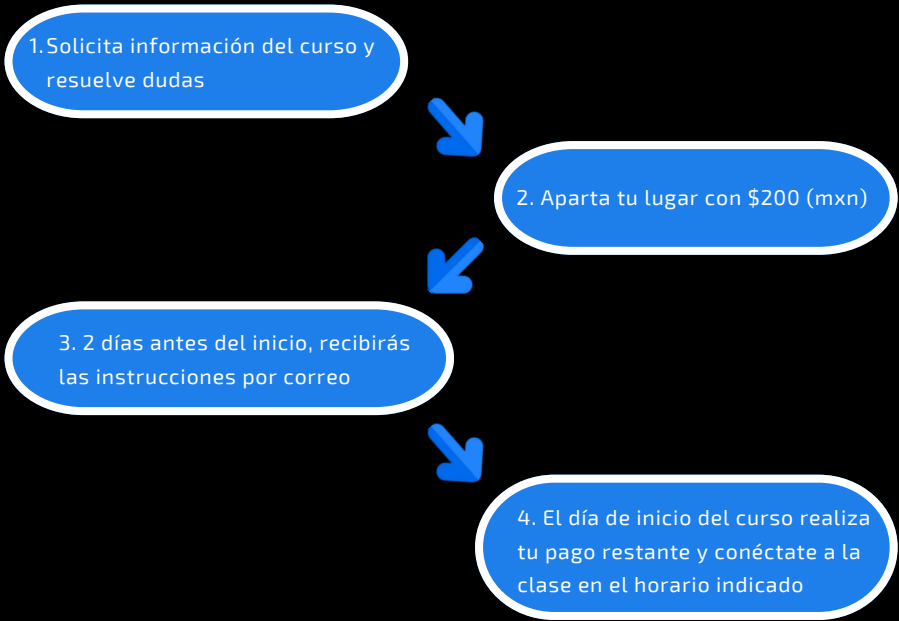 1. Solicita información del curso y
resuelve dudas
2. Aparta tu lugar con $200 (mxn)
3. 2 días antes del inicio, recibirás
las instrucciones por correo
4. El día de inicio del curso realiza
tu pago restante y conéctate a la
clase en el horario indicado